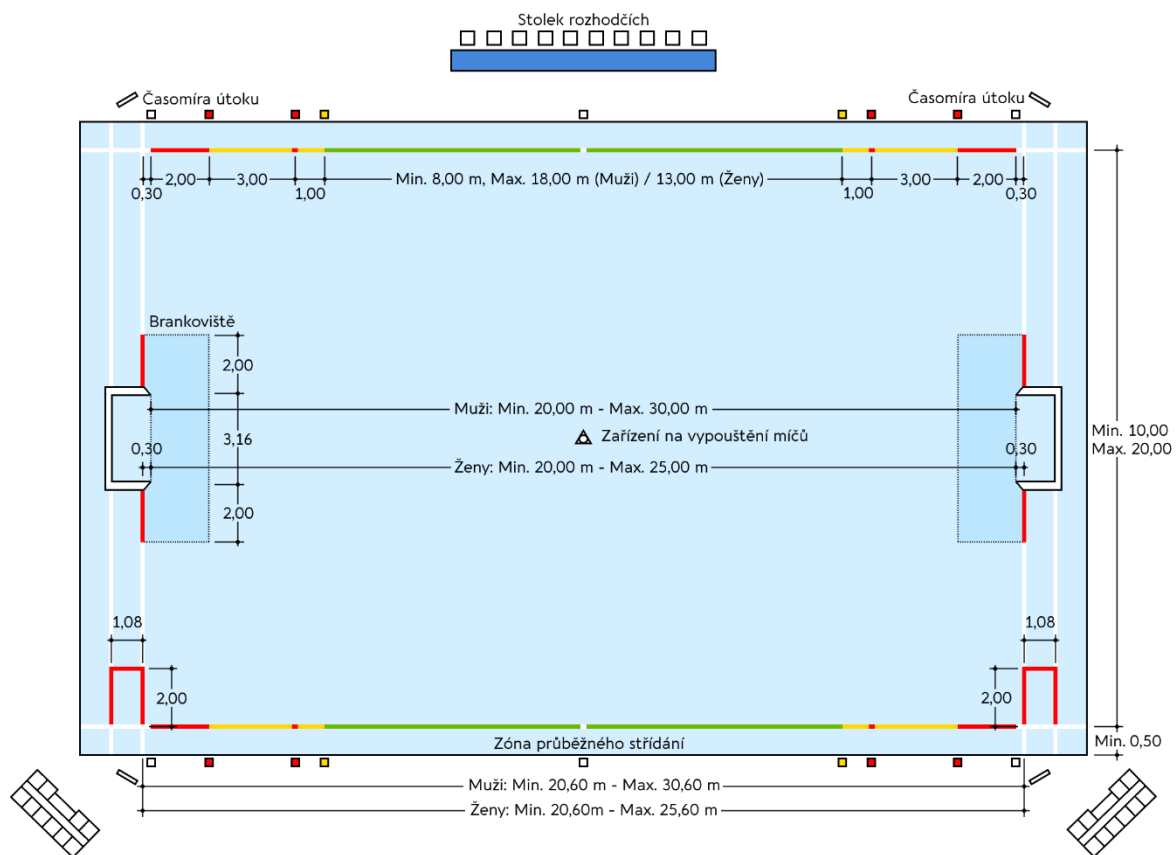 Stolek rozhodčích
Časomíra útoku
Časomíra útoku
2,00
3,00
Min. 8,00 m, Max. 18,00 m (Muži) / 13,00 m (Ženy)
3,00
2,00
0,30
1,00
1,00
0,30
Brankoviště
2,00
Muži: Min. 20,00 m - Max. 30,00 m
3,16
Zařízení na vypouštění míčů
Min. 10,00
Max. 20,00
0,30
0,30
Ženy: Min. 20,00 m - Max. 25,00 m
2,00
1,08
1,08
2,00
2,00
Zóna průběžného střídání
Min. 0,50
Muži: Min. 20,60 m - Max. 30,60 m
Ženy: Min. 20,60m - Max. 25,60 m